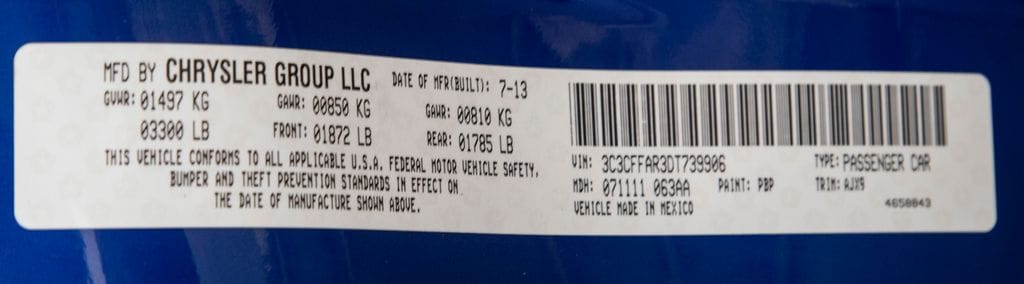 MFD BY CHRYSLER GROUP LLC DATE OF MFR(BUILT): 7-13
GVWR: 01497 KG GAWR: 00850 KG GAWR: 00810 KG
03300 LB FRONT: 01872 LB REAR: 01785 LB
THIS VEHICLE CONFORMS TO ALL APPLICABLE U.S.A. FEDERAL MOTOR VEHICLE SAFETY,
BUMPER AND THEFT PREVENTION STANDARDS IN EFFECT ON
THE DATE OF MANUFACTURE SHOWN ABOVE.
VIN: 3C3CFFAR3DT739906 TYPE: PASSENGER CAR
MDH: 071111 063AA PAINT: PBP TRIM: AJX9
VEHICLE MADE IN MEXICO 4658843